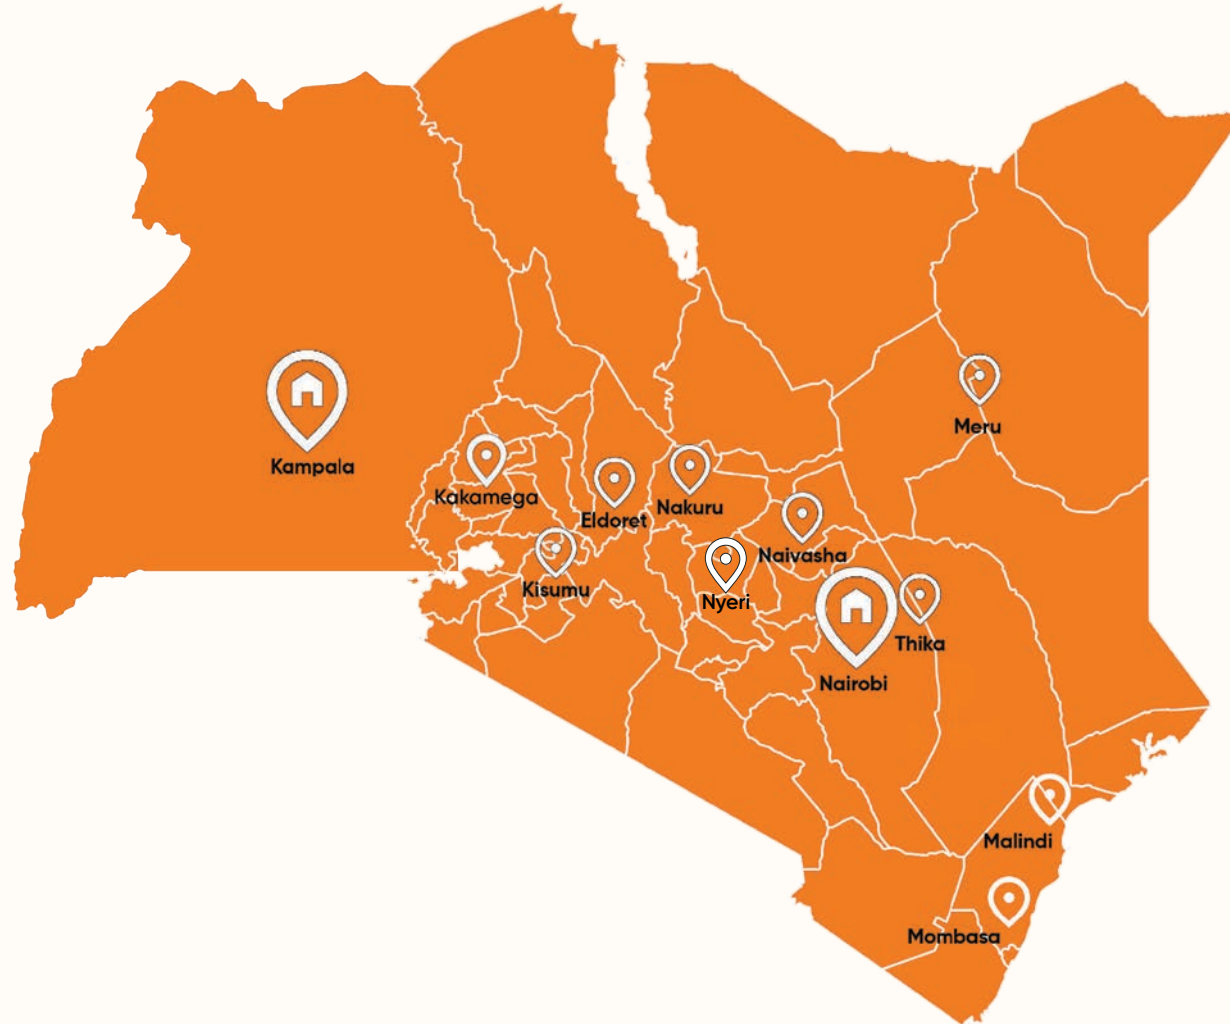 Meru
Kampala
Kakamega
Nakuru
Eldoret
Naivasha
Kisumu
Nyeri
Thika
Nairobi
Malindi
Mombasa